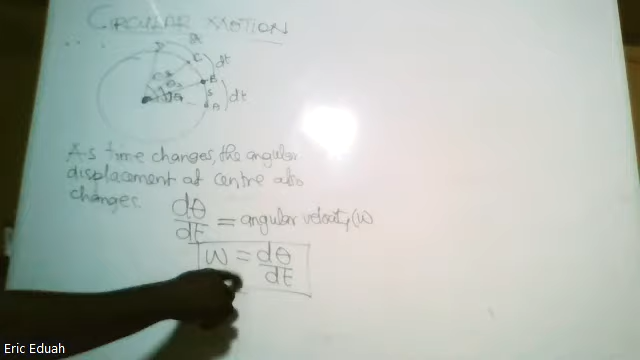 CIRCULAR MOTION
D
C
dt
B
S
dt
A
As time changes, the angular
displacement at centre also
changes.
dθ/dt = angular velocity (W
W = dθ/dt
Eric Eduah